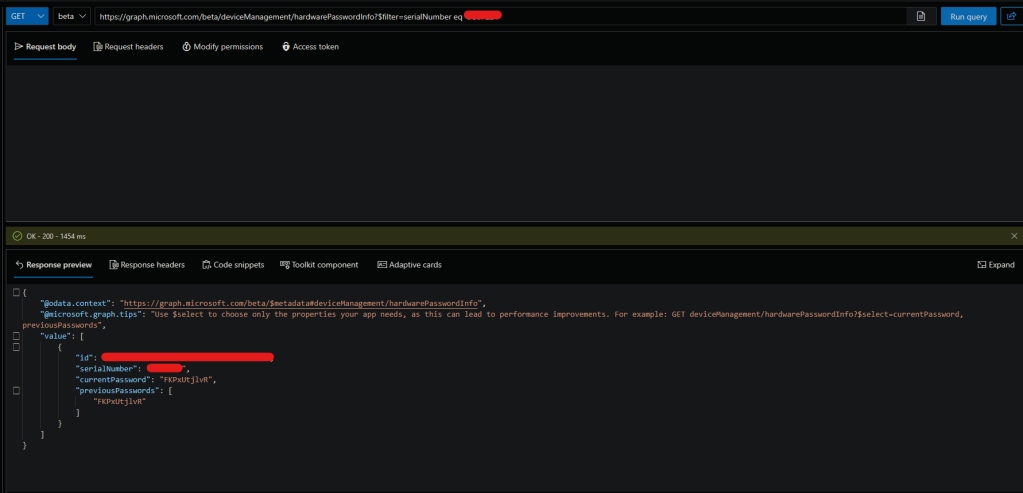 GET beta https://graph.microsoft.com/beta/deviceManagement/hardwarePasswordInfo?$filter=serialNumber eq Run query
Request body Request headers Modify permissions Access token
OK - 200 - 1454 ms
Response preview Response headers Code snippets Toolkit component Adaptive cards Expand
{
"@odata.context": "https://graph.microsoft.com/beta/$metadata#deviceManagement/hardwarePasswordInfo",
"@microsoft.graph.tips": "Use $select to choose only the properties your app needs, as this can lead to performance improvements. For example: GET deviceManagement/hardwarePasswordInfo?$select=currentPassword,
previousPasswords",
"value": [
{
"id":
"serialNumber": ",
"currentPassword": "FKPxUtjlvR",
"previousPasswords": [
"FKPxUtjlvR"
]
}
]
}